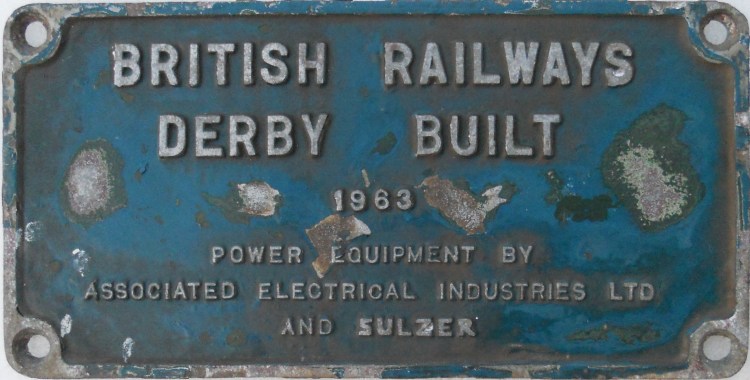 BRITISH RAILWAYS
DERBY BUILT
1963
POWER EQUIPMENT BY
ASSOCIATED ELECTRICAL INDUSTRIES LTD
AND SULZER